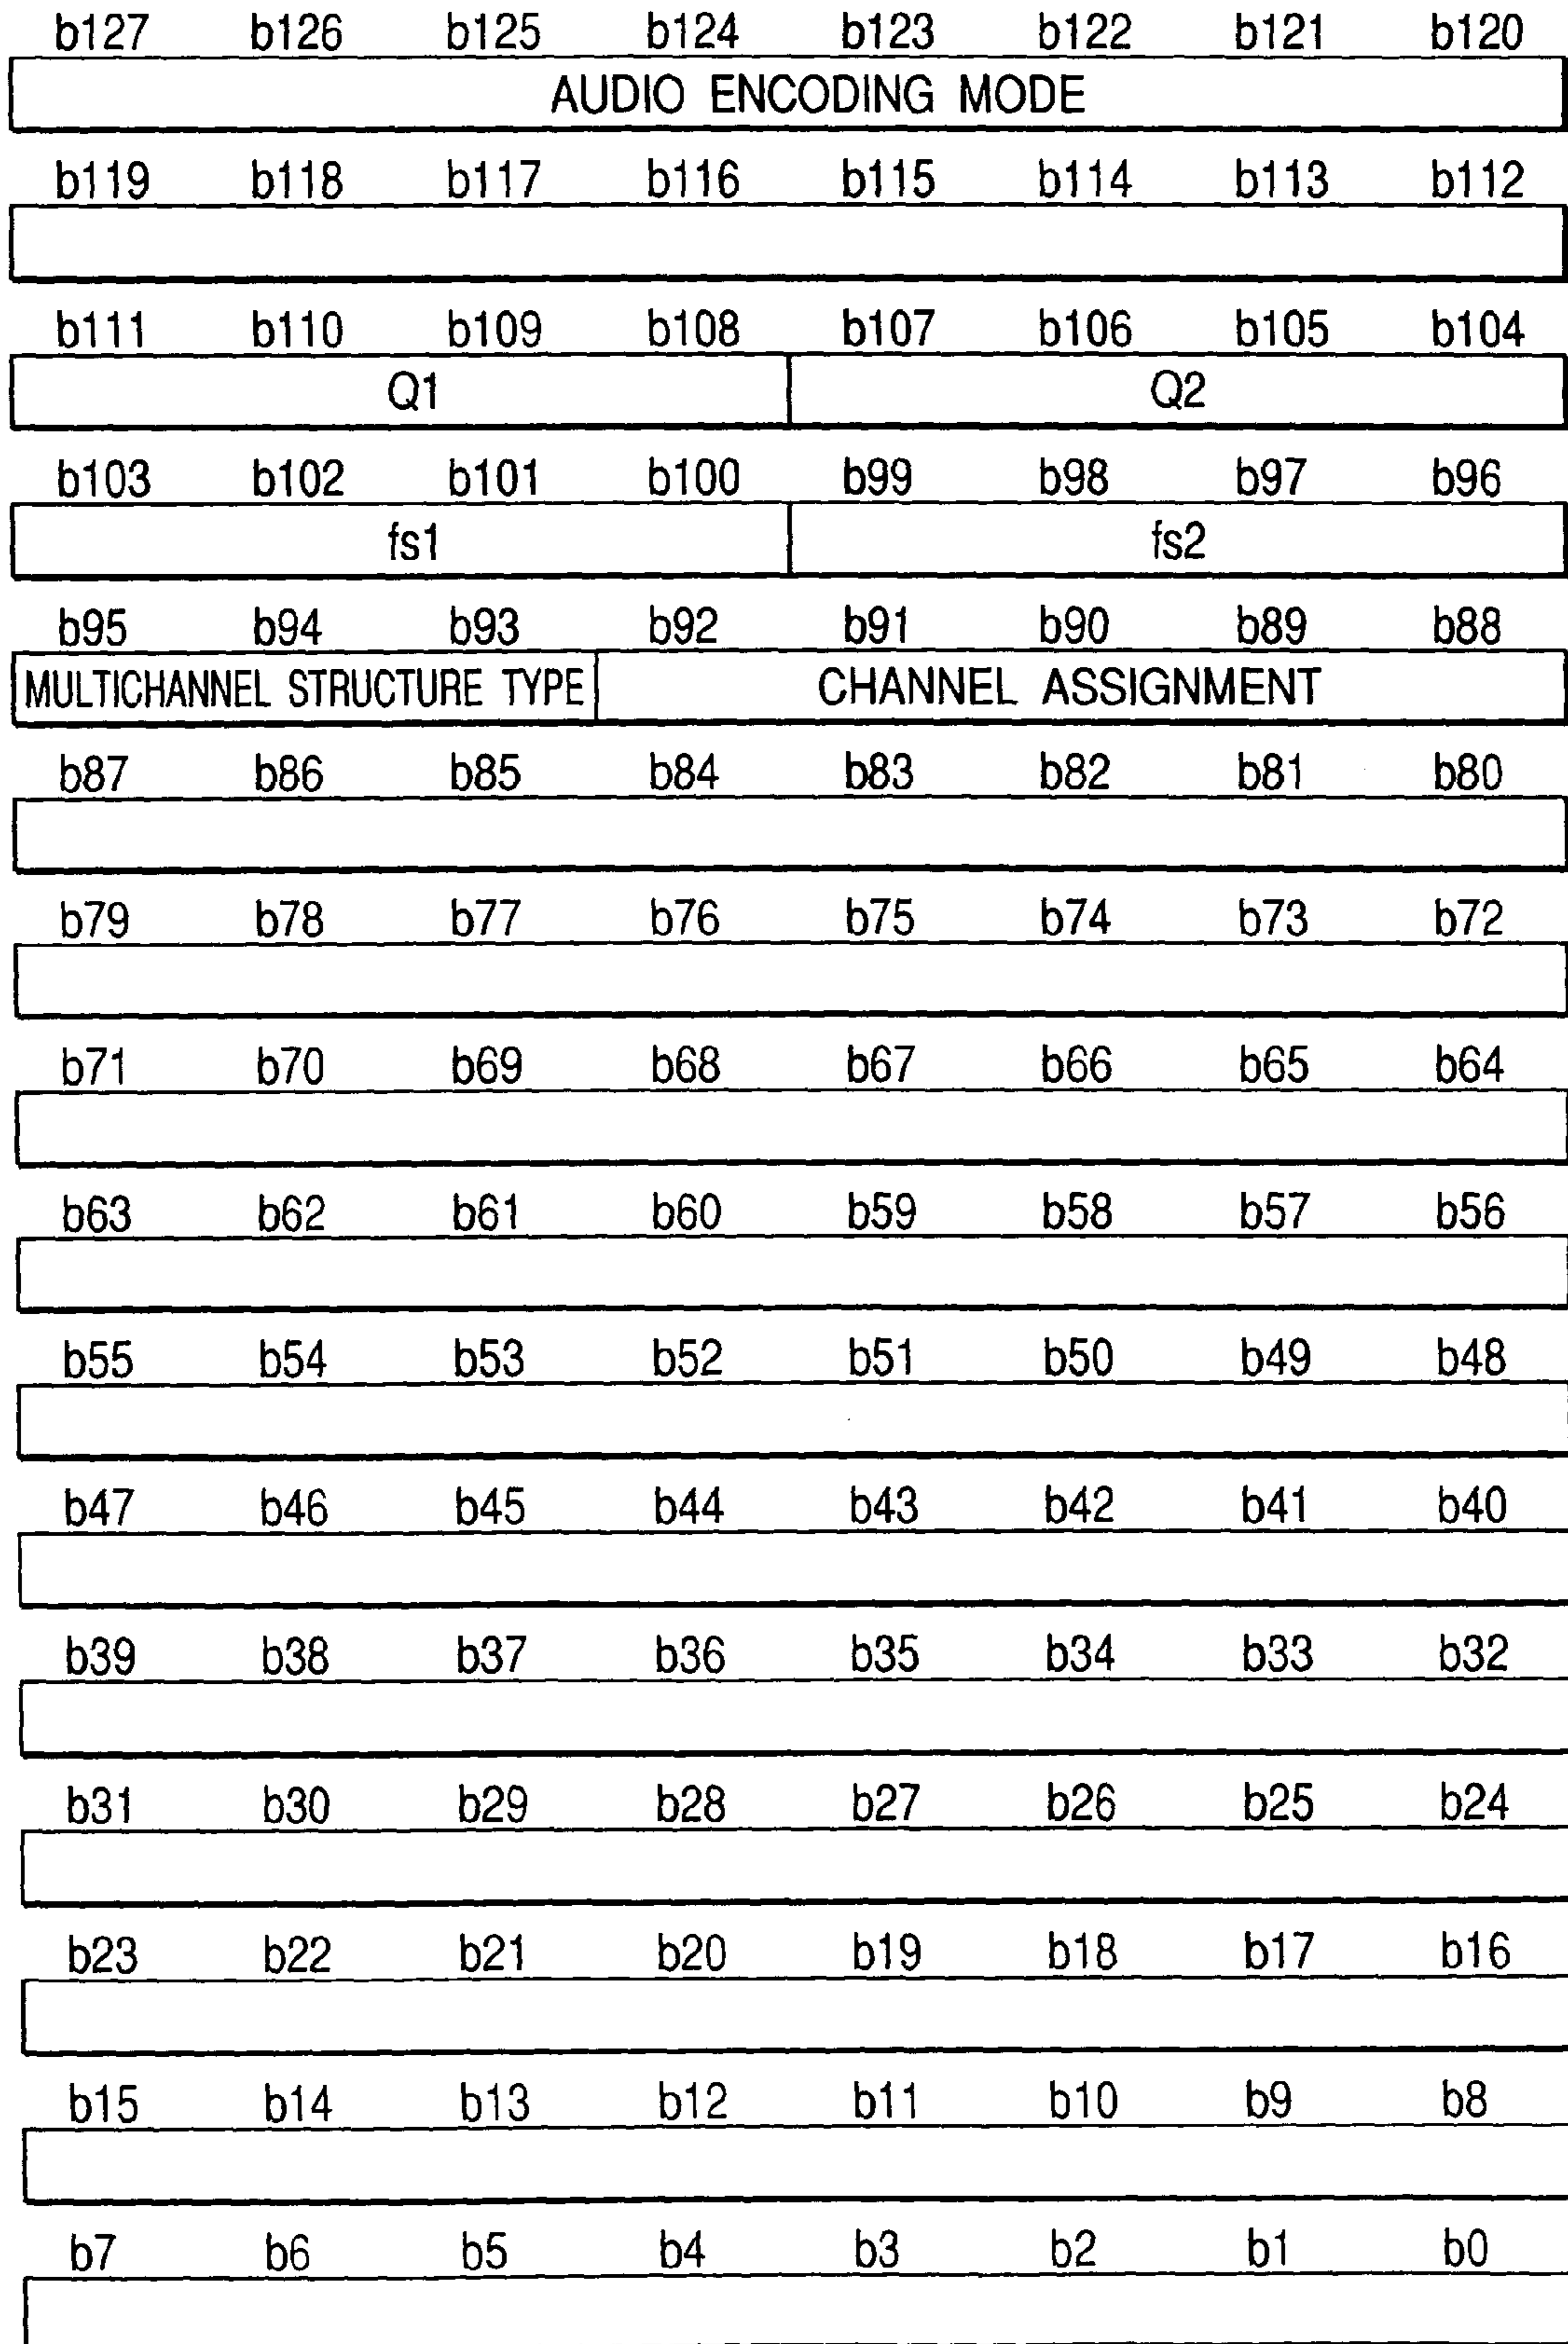 b127 b126 b125 b124 b123 b122 b121 b120
AUDIO ENCODING MODE
b119 b118 b117 b116 b115 b114 b113 b112
b111 b110 b109 b108 b107 b106 b105 b104
Q1 Q2
b103 b102 b101 b100 b99 b98 b97 b96
fs1 fs2
b95 b94 b93 b92 b91 b90 b89 b88
MULTICHANNEL STRUCTURE TYPE CHANNEL ASSIGNMENT
b87 b86 b85 b84 b83 b82 b81 b80
b79 b78 b77 b76 b75 b74 b73 b72
b71 b70 b69 b68 b67 b66 b65 b64
b63 b62 b61 b60 b59 b58 b57 b56
b55 b54 b53 b52 b51 b50 b49 b48
b47 b46 b45 b44 b43 b42 b41 b40
b39 b38 b37 b36 b35 b34 b33 b32
b31 b30 b29 b28 b27 b26 b25 b24
b23 b22 b21 b20 b19 b18 b17 b16
b15 b14 b13 b12 b11 b10 b9 b8
b7 b6 b5 b4 b3 b2 b1 b0